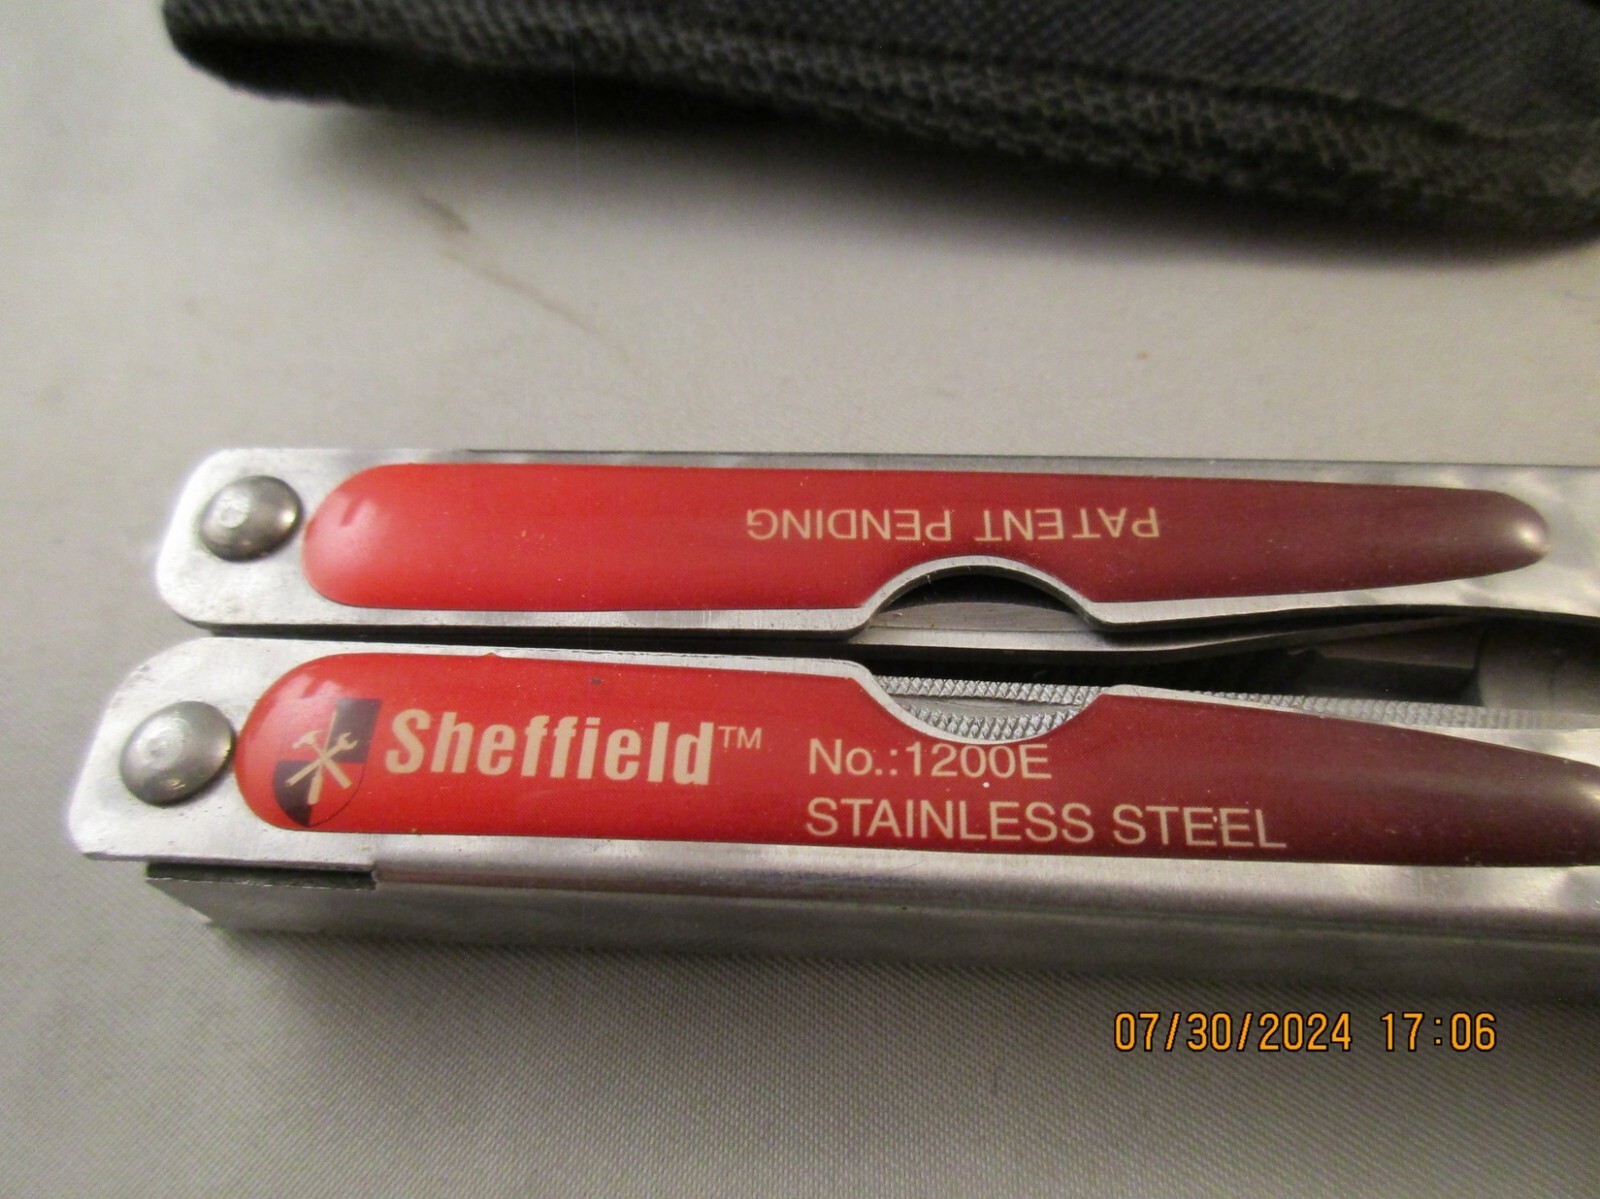 PATENT PENDING
Sheffield™ No.:1200E
STAINLESS STEEL
07/30/2024 17:06